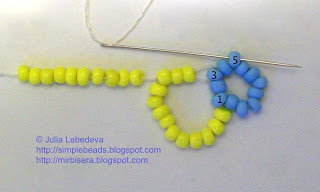 5
3
1
© Julia Lebedeva
http://simplebeads.blogspot.com
http://mirbisera.blogspot.com